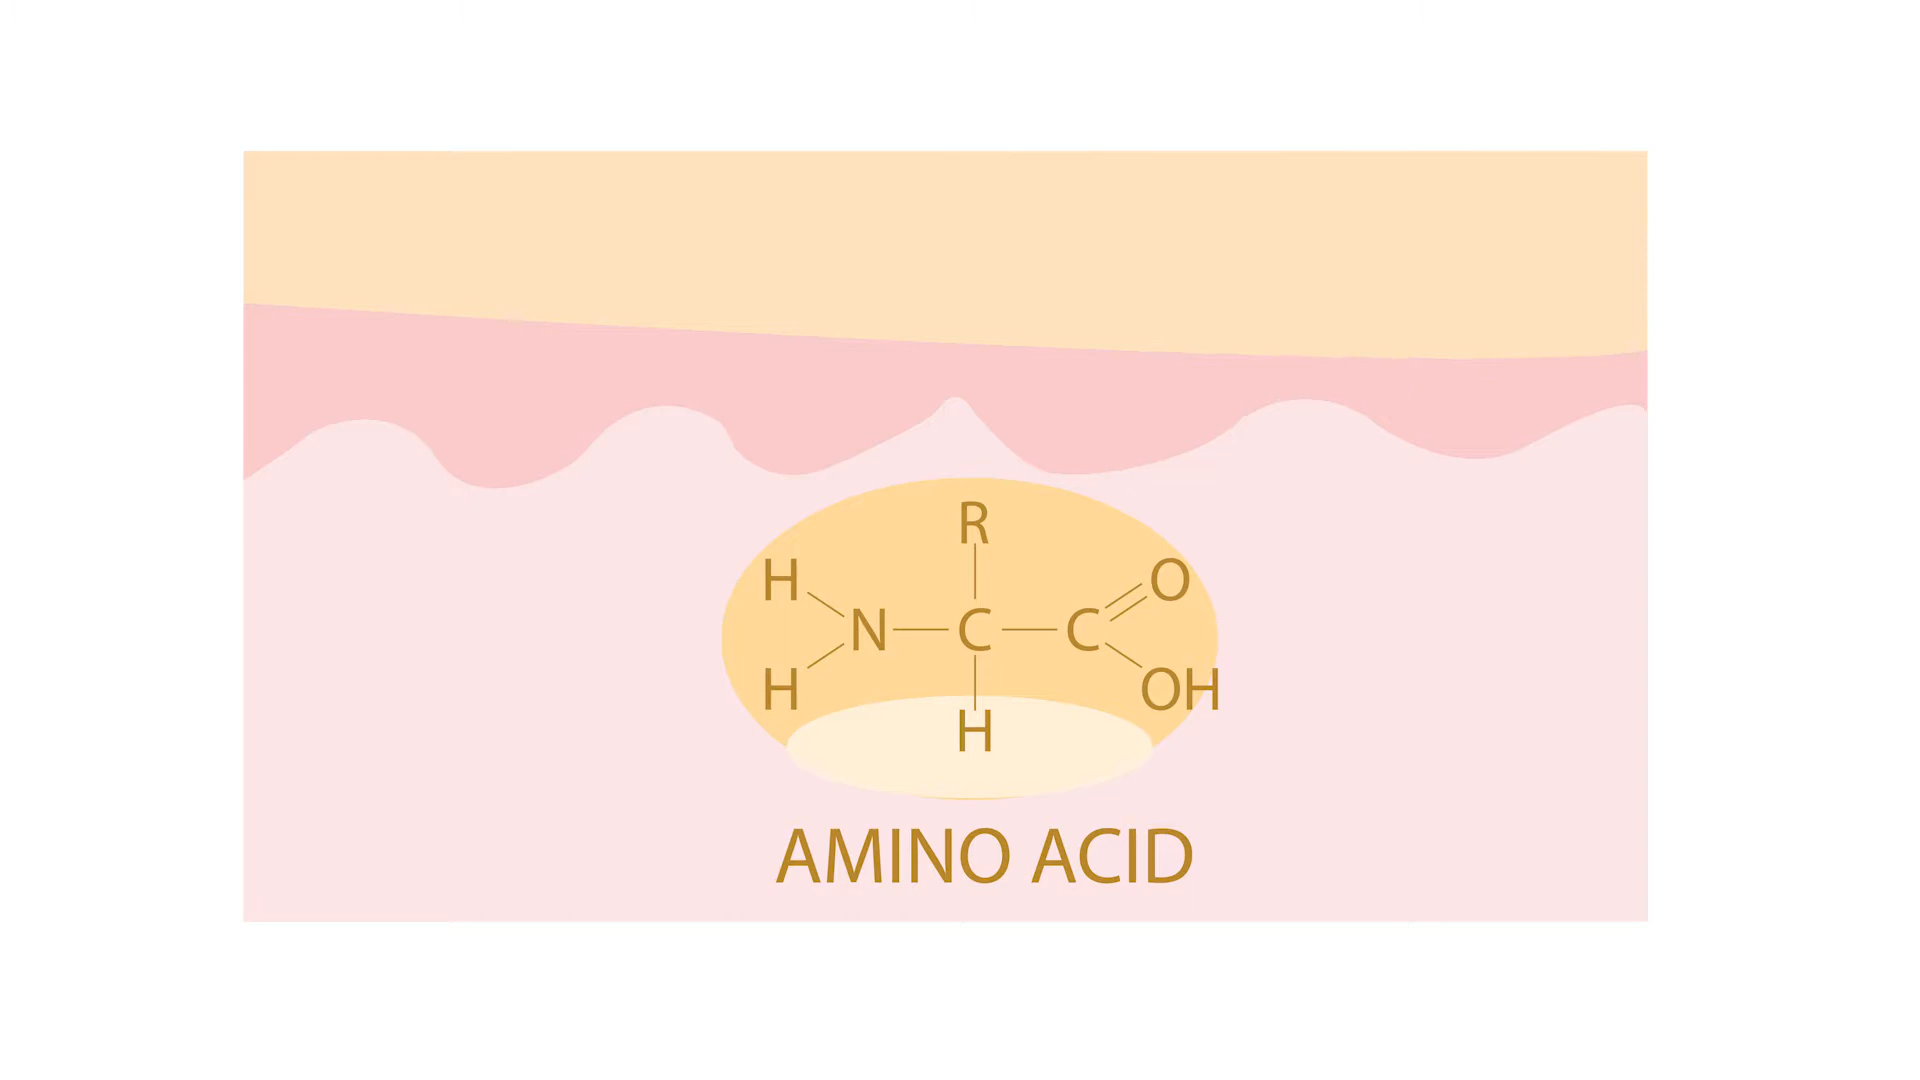 R
H O
N C C
H OH
H
AMINO ACID